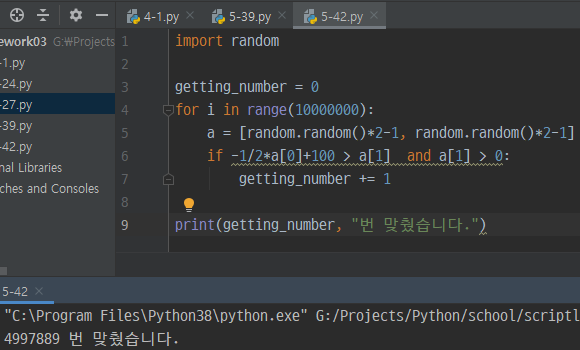 4-1.py × 5-39.py × 5-42.py ×
ework03 G:₩Projects
-1.py
-24.py
-27.py
-39.py
-42.py
nal Libraries
ches and Consoles
1 import random
2
3 getting_number = 0
4 for i in range(10000000):
5 a = [random.random()*2-1, random.random()*2-1]
6 if -1/2*a[0]+100 > a[1] and a[1] > 0:
7 getting_number += 1
8
9 print(getting_number, "번 맞췄습니다.")
5-42 ×
"C:\Program Files\Python38\python.exe" G:/Projects/Python/school/scriptl
4997889 번 맞췄습니다.